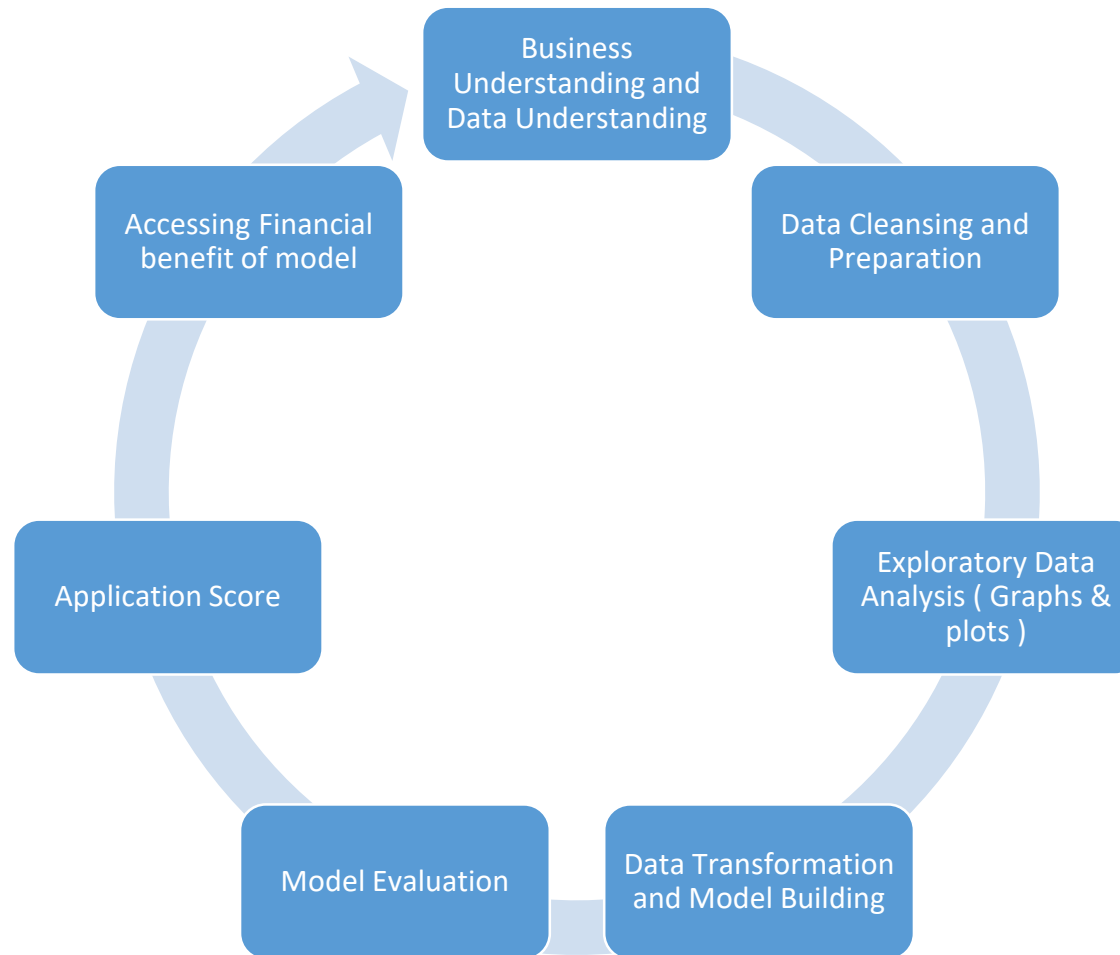 Business
Understanding and
Data Understanding
Data Cleansing and
Preparation
Exploratory Data
Analysis ( Graphs &
plots )
Data Transformation
and Model Building
Model Evaluation
Application Score
Accessing Financial
benefit of model